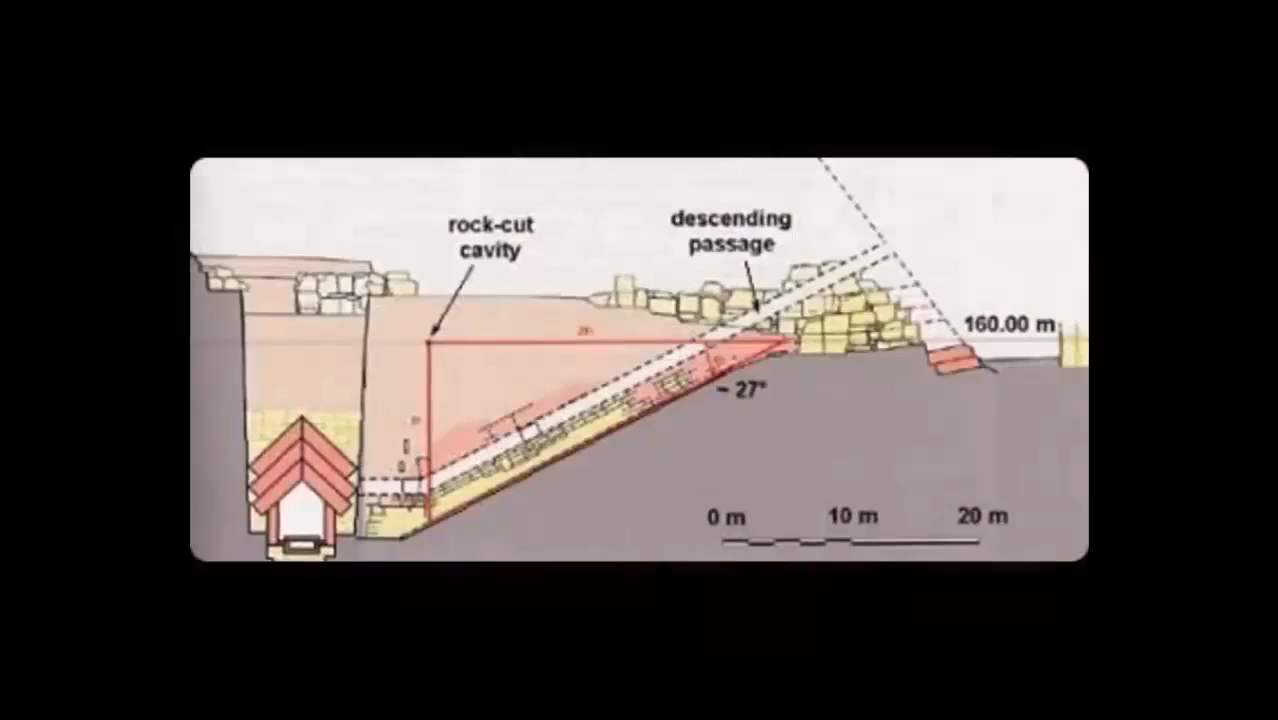 rock-cut
cavity
descending
passage
160.00 m
~ 27°
0 m
10 m
20 m